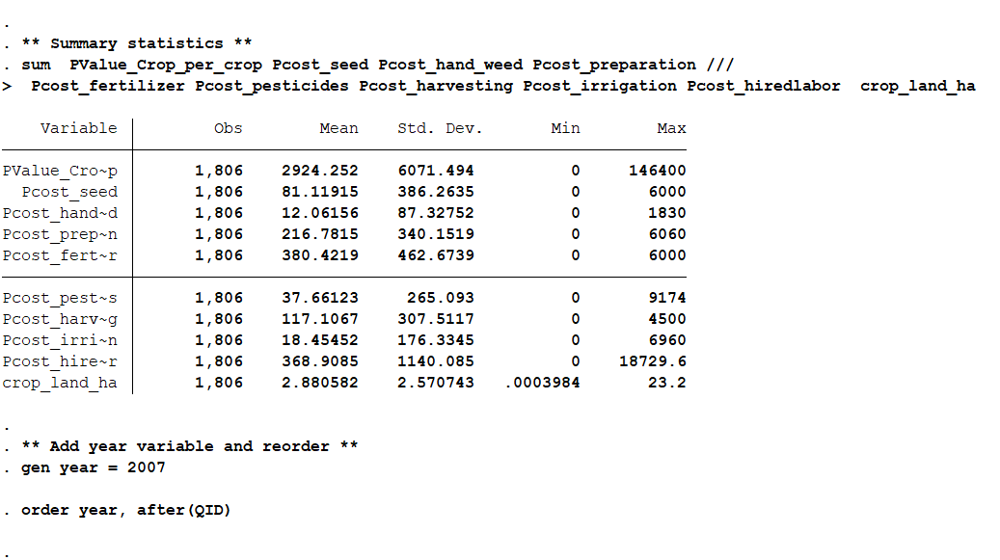 .
. ** Summary statistics **
. sum  PValue_Crop_per_crop Pcost_seed Pcost_hand_weed Pcost_preparation ///
>  Pcost_fertilizer Pcost_pesticides Pcost_harvesting Pcost_irrigation Pcost_hiredlabor  crop_land_ha
Variable Obs Mean Std. Dev. Min Max
PValue_Cro~p 1,806 2924.252 6071.494 0 146400
Pcost_seed 1,806 81.11915 386.2635 0 6000
Pcost_hand~d 1,806 12.06156 87.32752 0 1830
Pcost_prep~n 1,806 216.7815 340.1519 0 6060
Pcost_fert~r 1,806 380.4219 462.6739 0 6000
Pcost_pest~s 1,806 37.66123 265.093 0 9174
Pcost_harv~g 1,806 117.1067 307.5117 0 4500
Pcost_irri~n 1,806 18.45452 176.3345 0 6960
Pcost_hire~r 1,806 368.9085 1140.085 0 18729.6
crop_land_ha 1,806 2.880582 2.570743 .0003984 23.2
.
. ** Add year variable and reorder **
. gen year = 2007
. order year, after(QID)
.